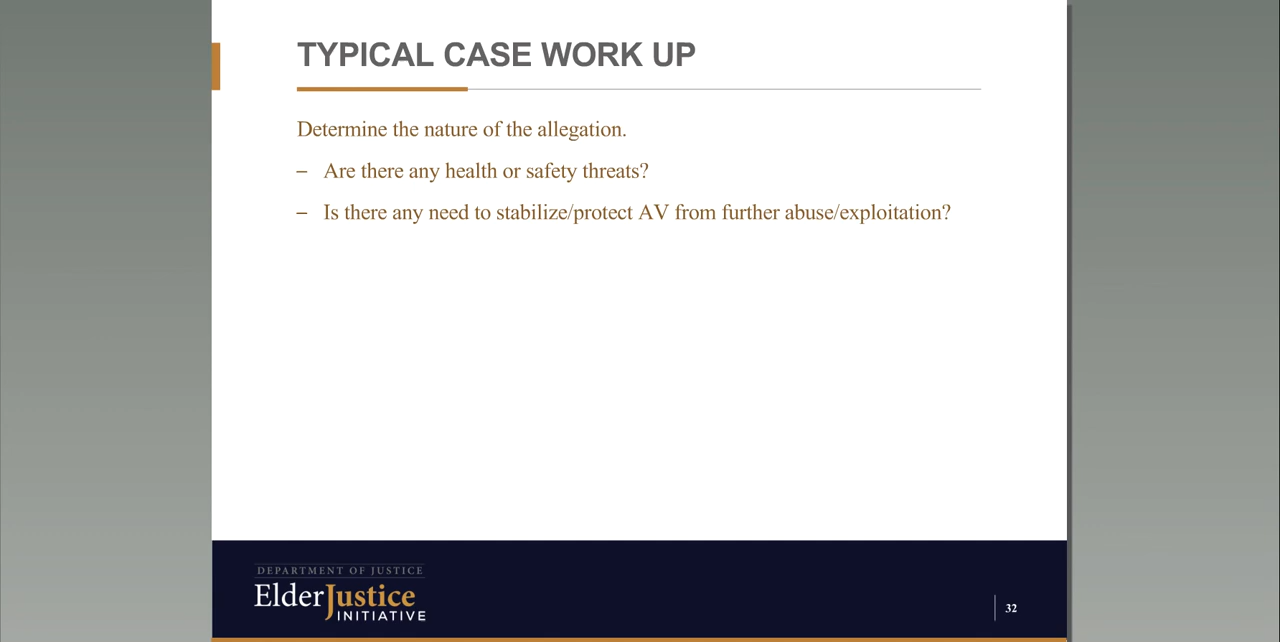 TYPICAL CASE WORK UP
Determine the nature of the allegation.
– Are there any health or safety threats?
– Is there any need to stabilize/protect AV from further abuse/exploitation?
DEPARTMENT OF JUSTICE
ElderJustice
INITIATIVE
32